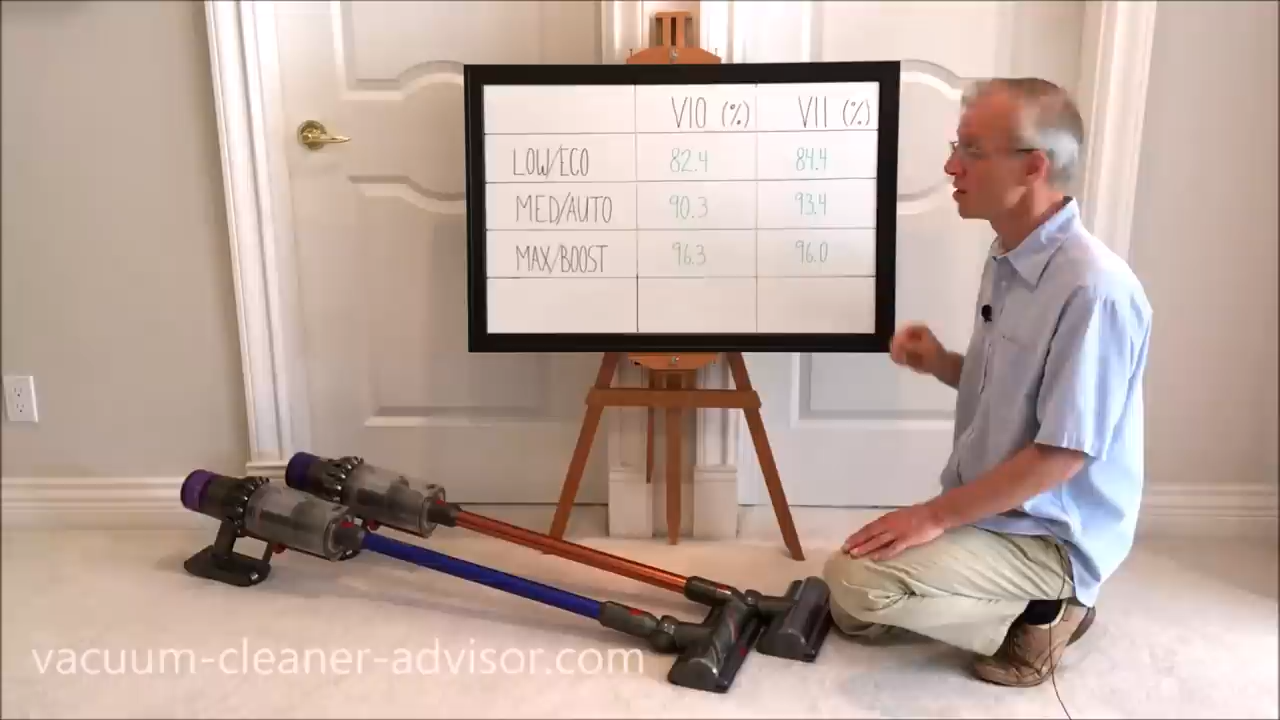 V10 (%) V11 (%)
LOW/ECO 82.4 84.4
MED/AUTO 90.3 93.4
MAX/BOOST 96.3 96.0
vacuum-cleaner-advisor.com